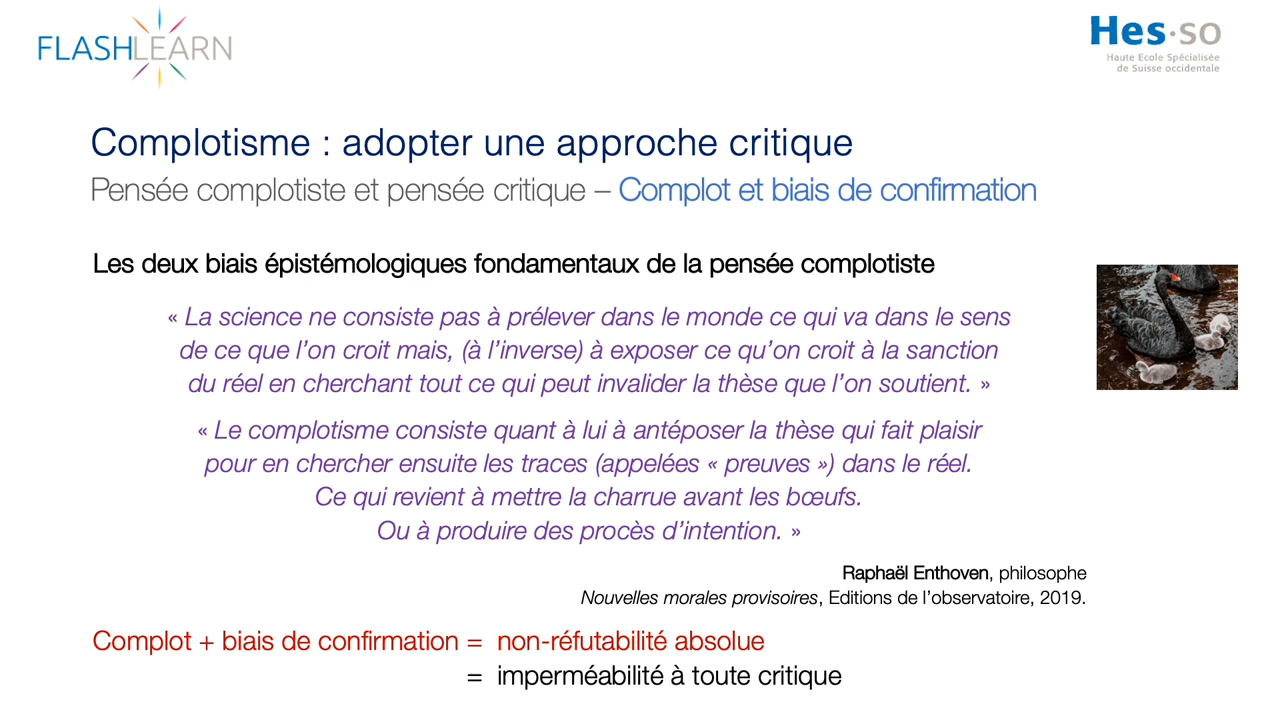 FLASHLEARN
Hes·so
Haute Ecole Spécialisée
de Suisse occidentale
Complotisme : adopter une approche critique
Pensée complotiste et pensée critique – Complot et biais de confirmation
Les deux biais épistémologiques fondamentaux de la pensée complotiste
« La science ne consiste pas à prélever dans le monde ce qui va dans le sens
de ce que l’on croit mais, (à l’inverse) à exposer ce qu’on croit à la sanction
du réel en cherchant tout ce qui peut invalider la thèse que l’on soutient. »
« Le complotisme consiste quant à lui à antéposer la thèse qui fait plaisir
pour en chercher ensuite les traces (appelées « preuves ») dans le réel.
Ce qui revient à mettre la charrue avant les bœufs.
Ou à produire des procès d’intention. »
Raphaël Enthoven, philosophe
Nouvelles morales provisoires, Editions de l’observatoire, 2019.
Complot + biais de confirmation = non-réfutabilité absolue
= imperméabilité à toute critique